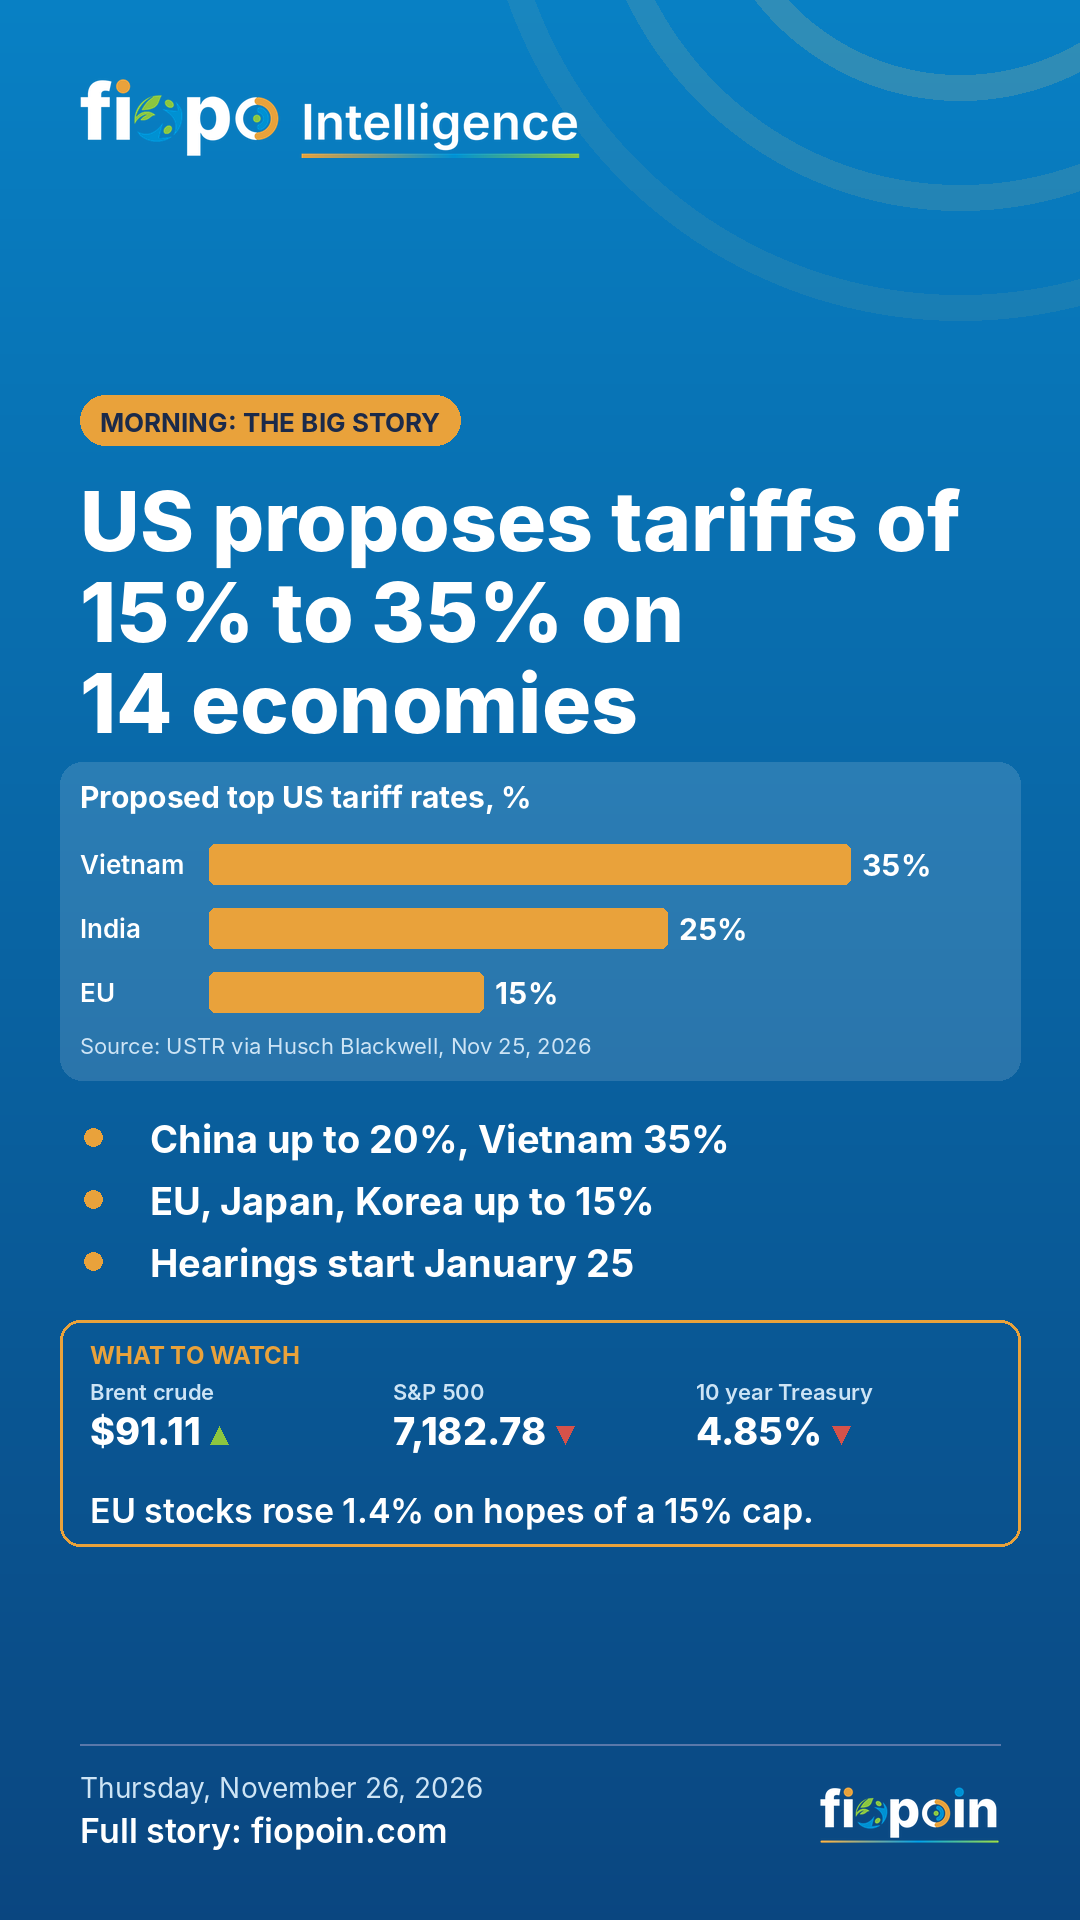 fiopo Intelligence
MORNING: THE BIG STORY
US proposes tariffs of
15% to 35% on
14 economies
Proposed top US tariff rates, %
Vietnam 35%
India 25%
EU 15%
Source: USTR via Husch Blackwell, Nov 25, 2026
China up to 20%, Vietnam 35%
EU, Japan, Korea up to 15%
Hearings start January 25
WHAT TO WATCH
Brent crude S&P 500 10 year Treasury
$91.11 ▲ 7,182.78 ▼ 4.85% ▼
EU stocks rose 1.4% on hopes of a 15% cap.
Thursday, November 26, 2026
Full story: fiopoin.com
fiopoin